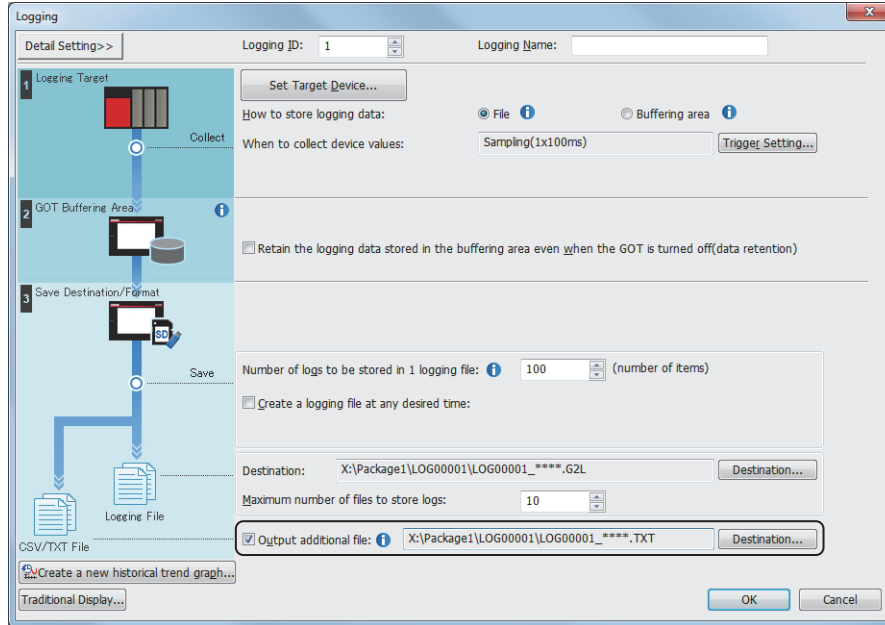 Logging
Detail Setting>>
Logging ID: 1
Logging Name:
1 Logging Target
Set Target Device...
How to store logging data: File Buffering area
Collect
When to collect device values: Sampling(1x100ms) Trigger Setting...
2 GOT Buffering Area
Retain the logging data stored in the buffering area even when the GOT is turned off(data retention)
3 Save Destination/Format
SD
Save
Number of logs to be stored in 1 logging file: 100 (number of items)
Create a logging file at any desired time:
Destination: X:\Package1\LOG00001\LOG00001_****.G2L Destination...
Maximum number of files to store logs: 10
Logging File
Output additional file: X:\Package1\LOG00001\LOG00001_****.TXT Destination...
CSV/TXT File
Create a new historical trend graph...
Traditional Display...
OK Cancel